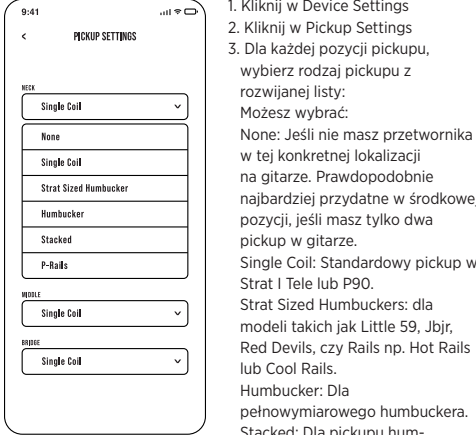 9:41
PICKUP SETTINGS
NECK
Single Coil
None
Single Coil
Strat Sized Humbucker
Humbucker
Stacked
P-Rails
MIDDLE
Single Coil
BRIDGE
Single Coil
1. Kliknij w Device Settings
2. Kliknij w Pickup Settings
3. Dla każdej pozycji pickupu,
wybierz rodzaj pickupu z
rozwijanej listy:
Możesz wybrać:
None: Jeśli nie masz przetwornika
w tej konkretnej lokalizacji
na gitarze. Prawdopodobnie
najbardziej przydatne w środkowej
pozycji, jeśli masz tylko dwa
pickup w gitarze.
Single Coil: Standardowy pickup w
Strat I Tele lub P90.
Strat Sized Humbuckers: dla
modeli takich jak Little 59, Jbjr,
Red Devils, czy Rails np. Hot Rails
lub Cool Rails.
Humbucker: Dla
pełnowymiarowego humbuckera.
Stacked: Dla pickupu hum-